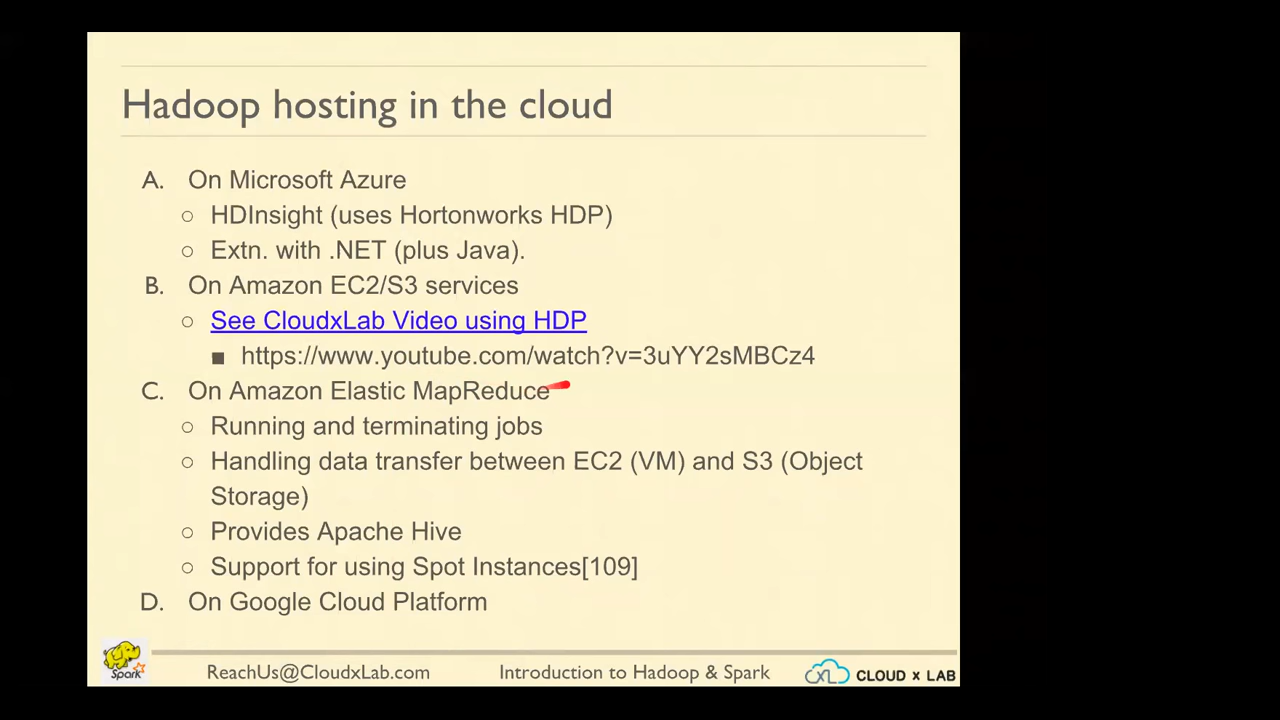 Hadoop hosting in the cloud
A. On Microsoft Azure
○ HDInsight (uses Hortonworks HDP)
○ Extn. with .NET (plus Java).
B. On Amazon EC2/S3 services
○ See CloudxLab Video using HDP
■ https://www.youtube.com/watch?v=3uYY2sMBCz4
C. On Amazon Elastic MapReduce
○ Running and terminating jobs
○ Handling data transfer between EC2 (VM) and S3 (Object
Storage)
○ Provides Apache Hive
○ Support for using Spot Instances[109]
D. On Google Cloud Platform
Spark ReachUs@CloudxLab.com Introduction to Hadoop & Spark XL CLOUD x LAB